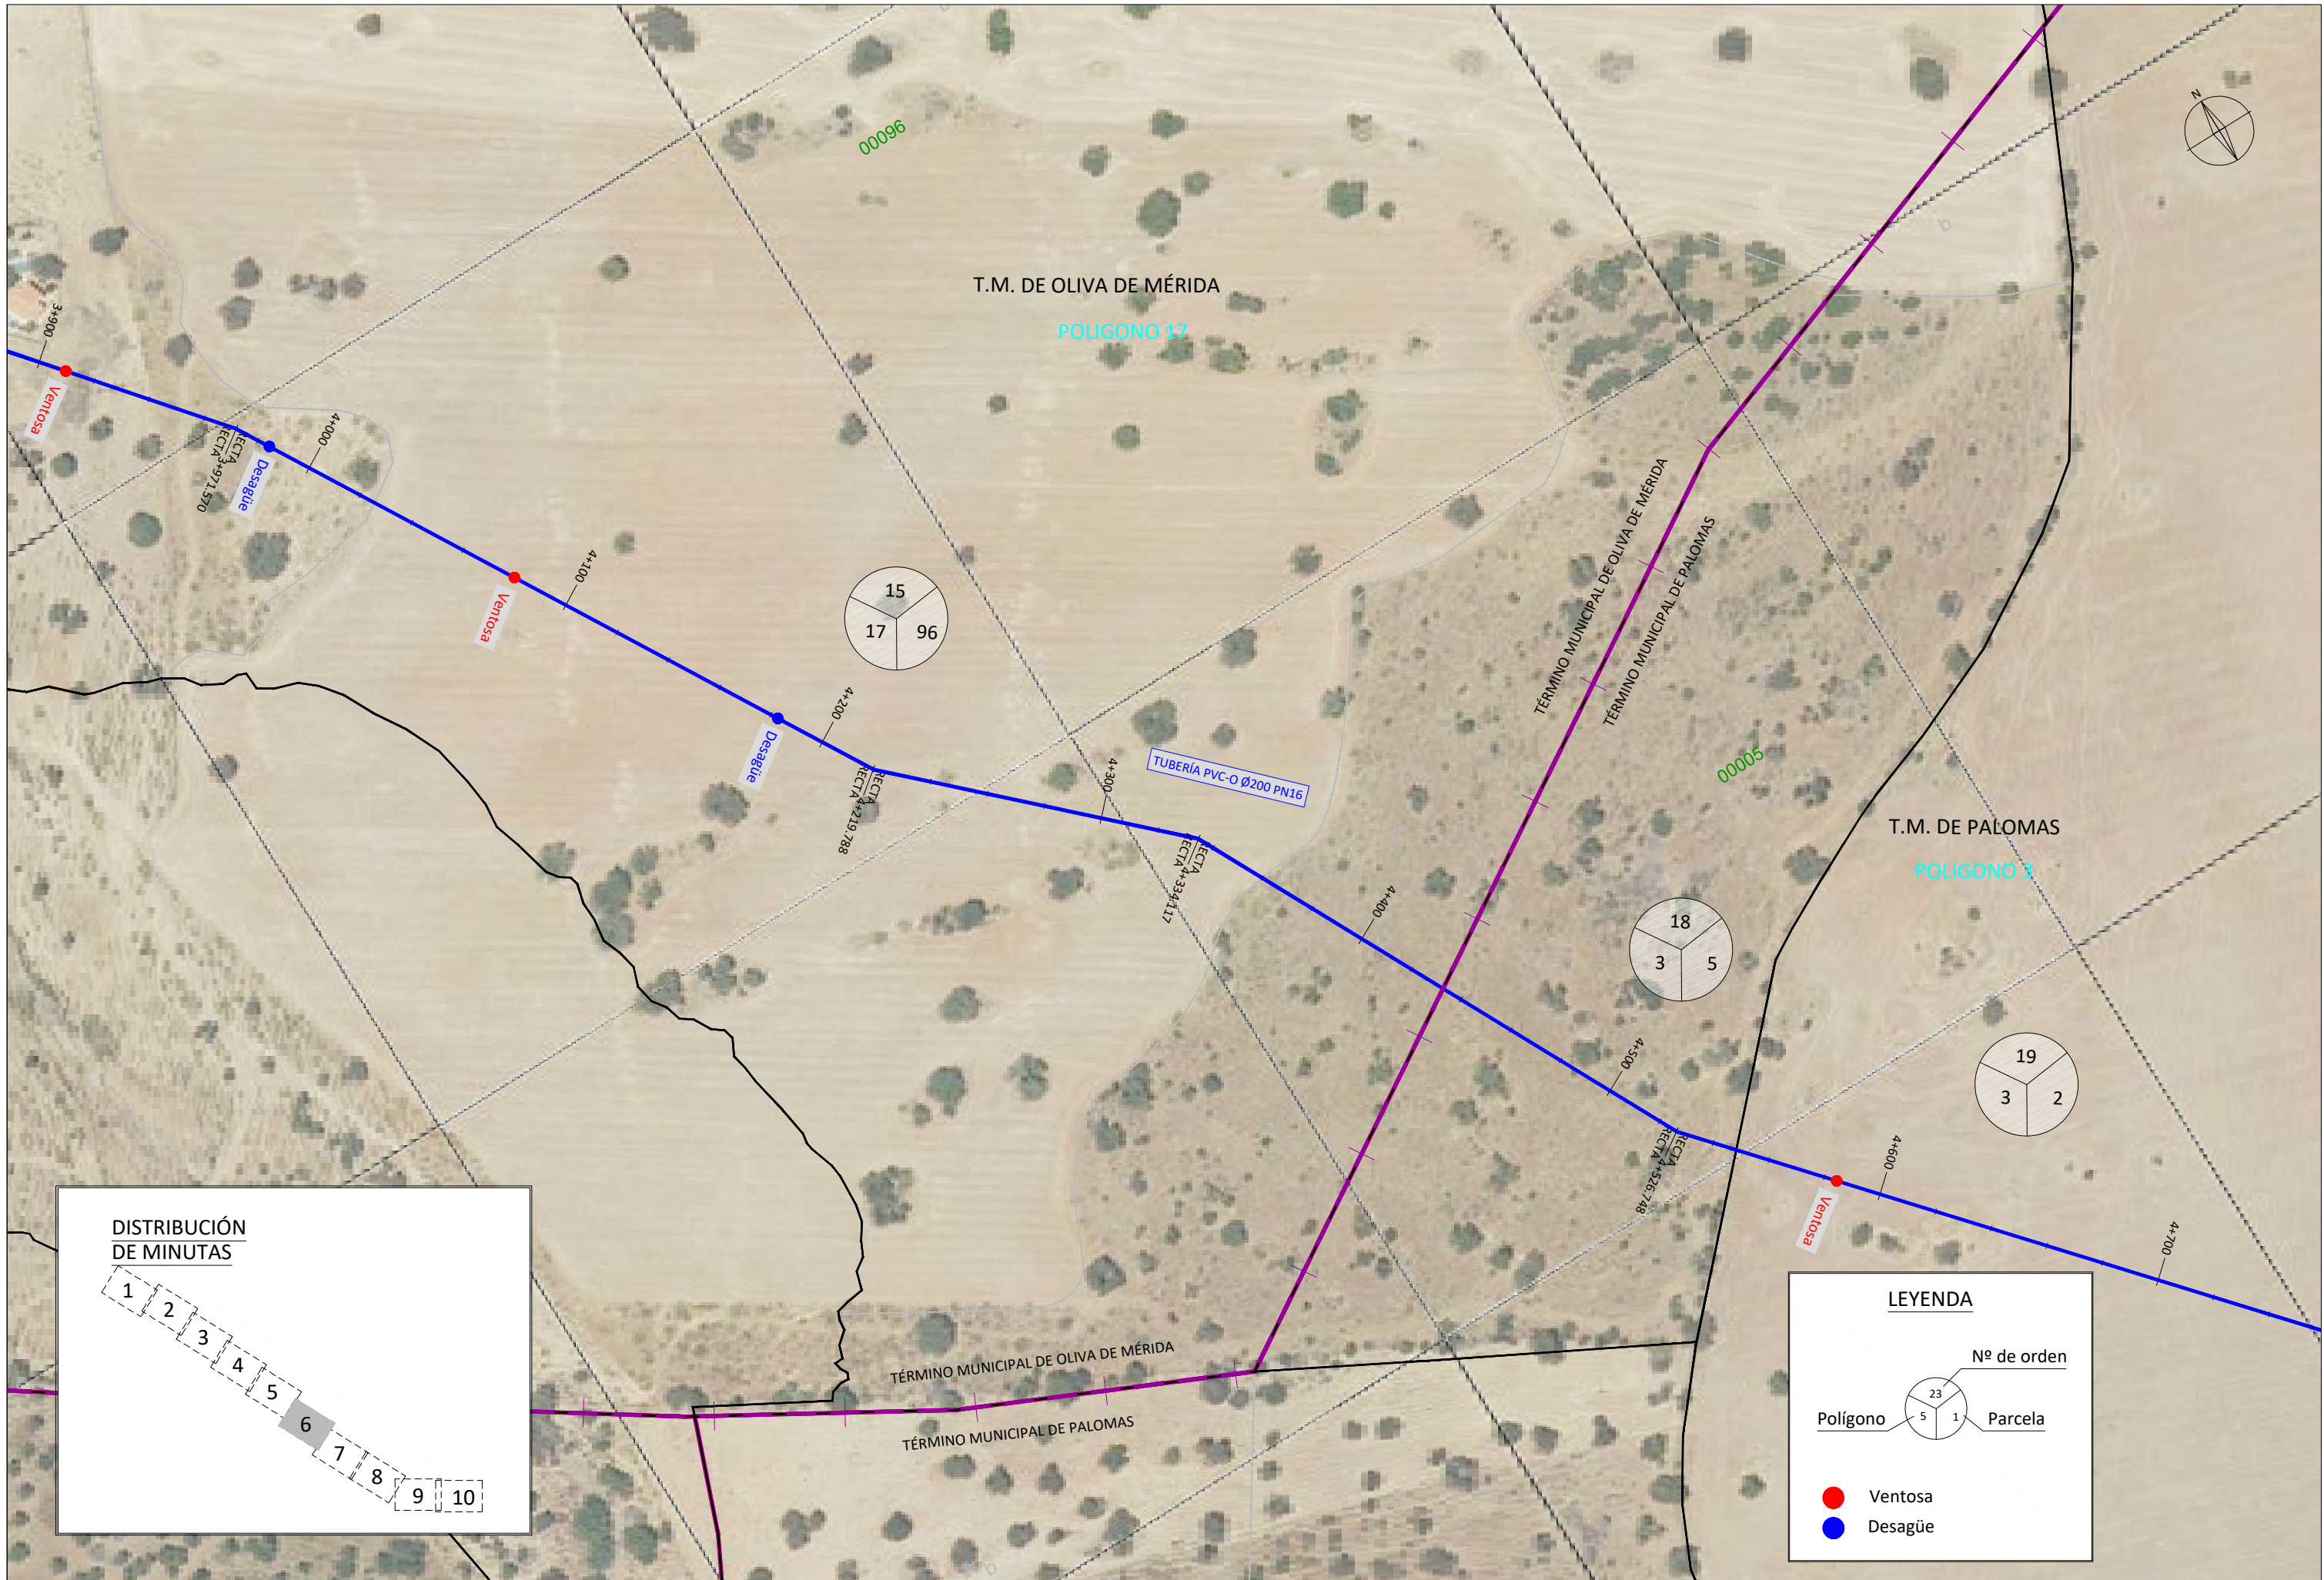 00096
N
T.M. DE OLIVA DE MÉRIDA
POLIGONO 17
3+900
Ventosa
RECTA
RECTA 3+971.570
Desagüe
4+000
Ventosa
4+100
15
17
96
Desagüe
4+200
RECTA
RECTA 4+219.788
4+300
TUBERÍA PVC-O Ø200 PN16
RECTA
RECTA 4+334.117
4+400
TÉRMINO MUNICIPAL DE OLIVA DE MÉRIDA
TÉRMINO MUNICIPAL DE PALOMAS
00005
T.M. DE PALOMAS
POLIGONO 3
18
3
5
4+500
RECTA
RECTA 4+526.748
19
3
2
Ventosa
4+600
4+700
TÉRMINO MUNICIPAL DE OLIVA DE MÉRIDA
TÉRMINO MUNICIPAL DE PALOMAS
DISTRIBUCIÓN
DE MINUTAS
1
2
3
4
5
6
7
8
9
10
LEYENDA
Nº de orden
23
Polígono
5
1
Parcela
Ventosa
Desagüe